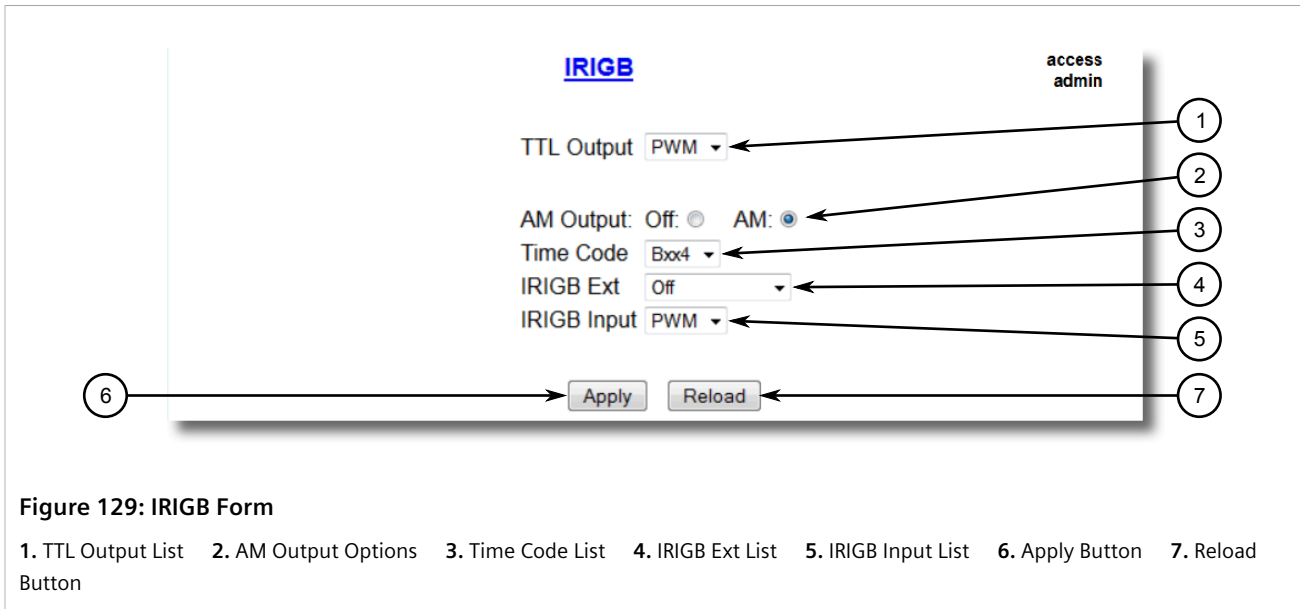 IRIGB
access
admin
1
TTL Output PWM
2
AM Output: Off: AM:
3
Time Code Bxx4
4
IRIGB Ext Off
IRIGB Input PWM
5
6
Apply Reload
7
Figure 129: IRIGB Form
1. TTL Output List 2. AM Output Options 3. Time Code List 4. IRIGB Ext List 5. IRIGB Input List 6. Apply Button 7. Reload
Button